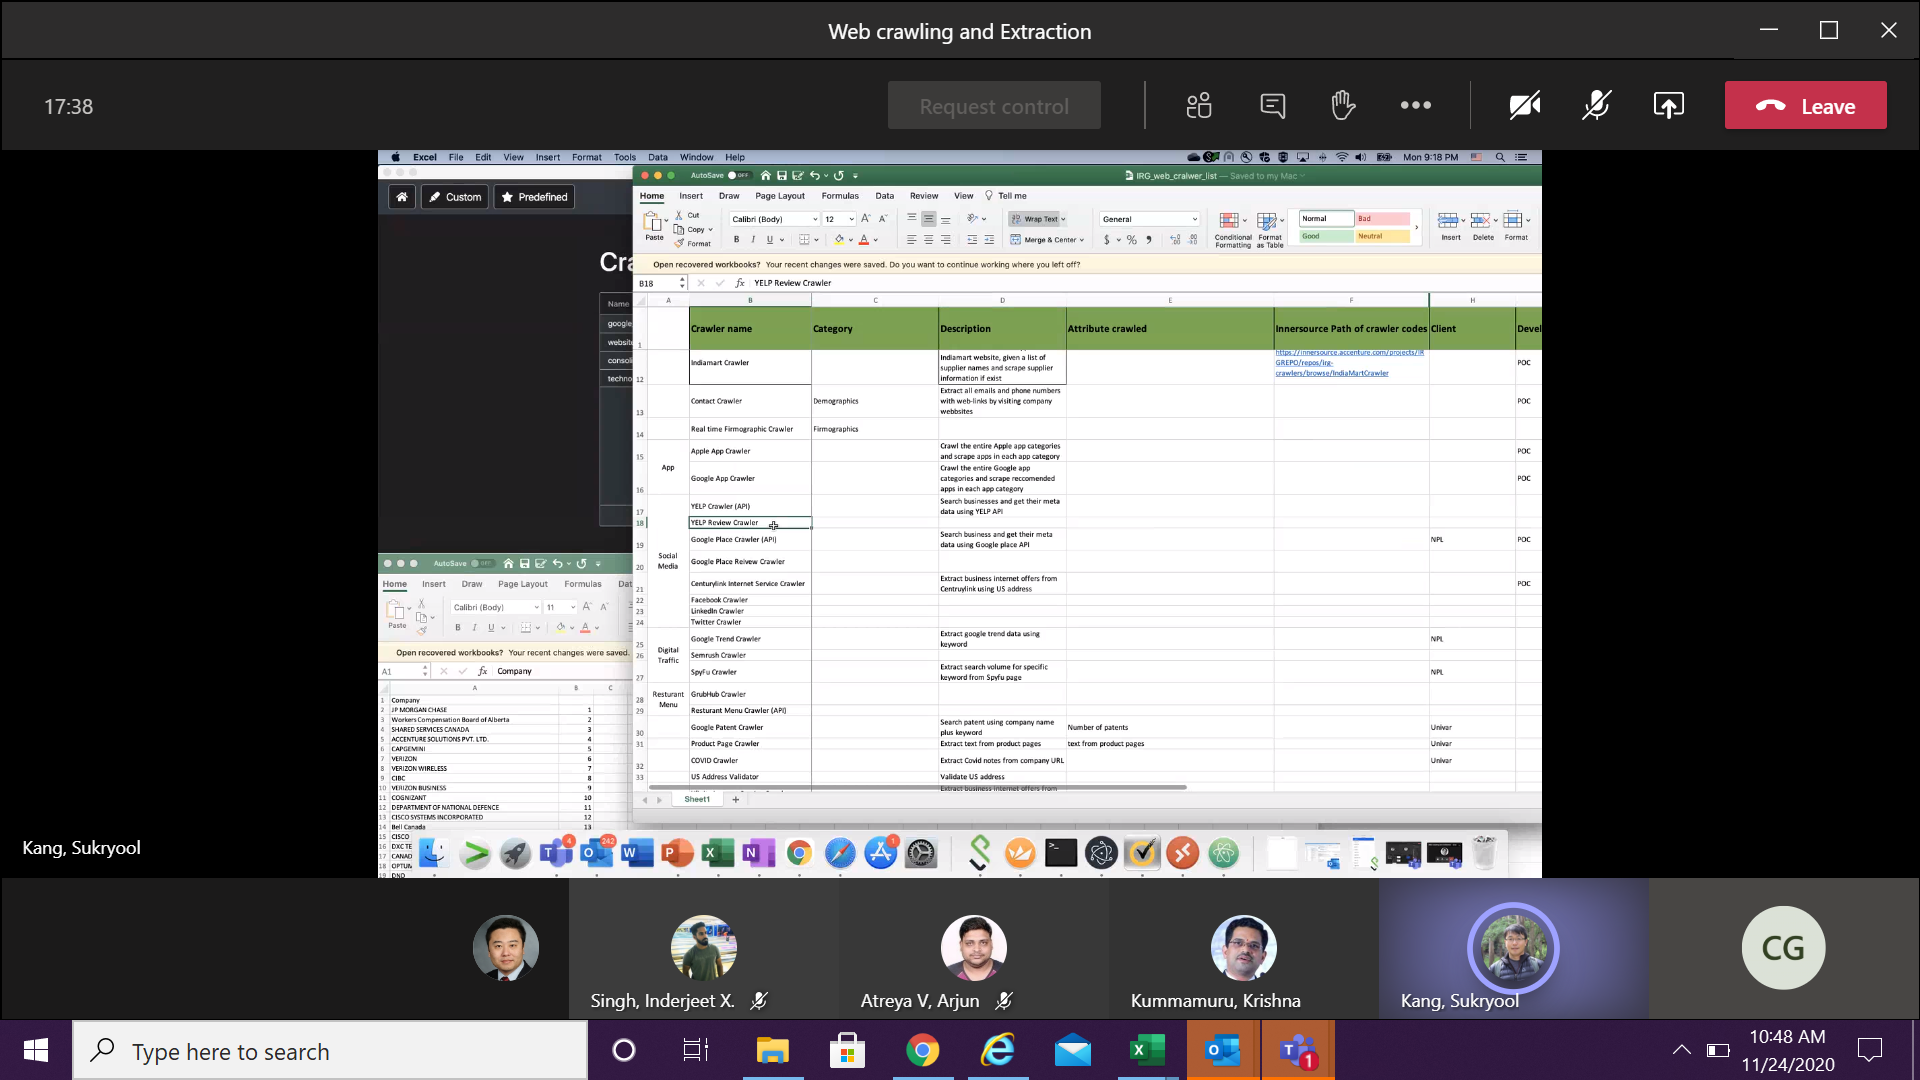 Web crawling and Extraction
17:38
Request control
Leave
Excel File Edit View Insert Format Tools Data Window Help
Mon 9:18 PM
Custom
Predefined
AutoSave OFF
IRG_web_cralwer_list — Saved to my Mac
Home Insert Draw Page Layout Formulas Data Review View Tell me
Paste
Cut
Copy
Format
Calibri (Body) 12
Wrap Text
Merge & Center
General
Conditional Formatting
Format as Table
Normal Bad
Good Neutral
Insert Delete Format
Open recovered workbooks? Your recent changes were saved. Do you want to continue working where you left off?
B18 fx YELP Review Crawler
Cra
Name
google
website
consoli
techno
A B C D E F H
1 Crawler name Category Description Attribute crawled Innersource Path of crawler codes Client Devel
12 Indiamart Crawler Indiamart website, given a list of supplier names and scrape supplier information if exist https://innersource.accenture.com/projects/IR GREPO/repos/irg-crawlers/browse/IndiaMartCrawler POC
13 Contact Crawler Demographics Extract all emails and phone numbers with web-links by visiting company webbsites POC
14 Real time Firmographic Crawler Firmographics
App
15 Apple App Crawler Crawl the entire Apple app categories and scrape apps in each app category POC
16 Google App Crawler Crawl the entire Google app categories and scrape reccomended apps in each app category POC
Social Media
17 YELP Crawler (API) Search businesses and get their meta data using YELP API
18 YELP Review Crawler
19 Google Place Crawler (API) Search business and get their meta data using Google place API NPL POC
20 Google Place Reivew Crawler
21 Centurylink Internet Service Crawler Extract business internet offers from Centruylink using US address POC
22 Facebook Crawler
23 LinkedIn Crawler
24 Twitter Crawler
Digital Traffic
25 Google Trend Crawler Extract google trend data using keyword NPL
26 Semrush Crawler
27 SpyFu Crawler Extract search volume for specific keyword from Spyfu page NPL
Resturant Menu
28 GrubHub Crawler
29 Resturant Menu Crawler (API)
30 Google Patent Crawler Search patent using company name plus keyword Number of patents Univar
31 Product Page Crawler Extract text from product pages text from product pages Univar
32 COVID Crawler Extract Covid notes from company URL Univar
33 US Address Validator Validate US address
Extract business internet offers from
Sheet1
AutoSave OFF
Home Insert Draw Page Layout Formulas Dat
Paste
Calibri (Body) 11
Open recovered workbooks? Your recent changes were saved.
A1 fx Company
A B C
1 Company
2 JP MORGAN CHASE 1
3 Workers Compensation Board of Alberta 2
4 SHARED SERVICES CANADA 3
5 ACCENTURE SOLUTIONS PVT. LTD. 4
6 CAPGEMINI 5
7 VERIZON 6
8 VERIZON WIRELESS 7
9 CIBC 8
10 VERIZON BUSINESS 9
11 COGNIZANT 10
12 DEPARTMENT OF NATIONAL DEFENCE 11
13 CISCO SYSTEMS INCORPORATED 12
14 Bell Canada 13
15 CISCO
16 DXC TE
17 CANAD
18 OPTUM
19 DND
4
242
1
Kang, Sukryool
Singh, Inderjeet X.
Atreya V, Arjun
Kummamuru, Krishna
Kang, Sukryool
CG
Type here to search
1
10:48 AM
11/24/2020